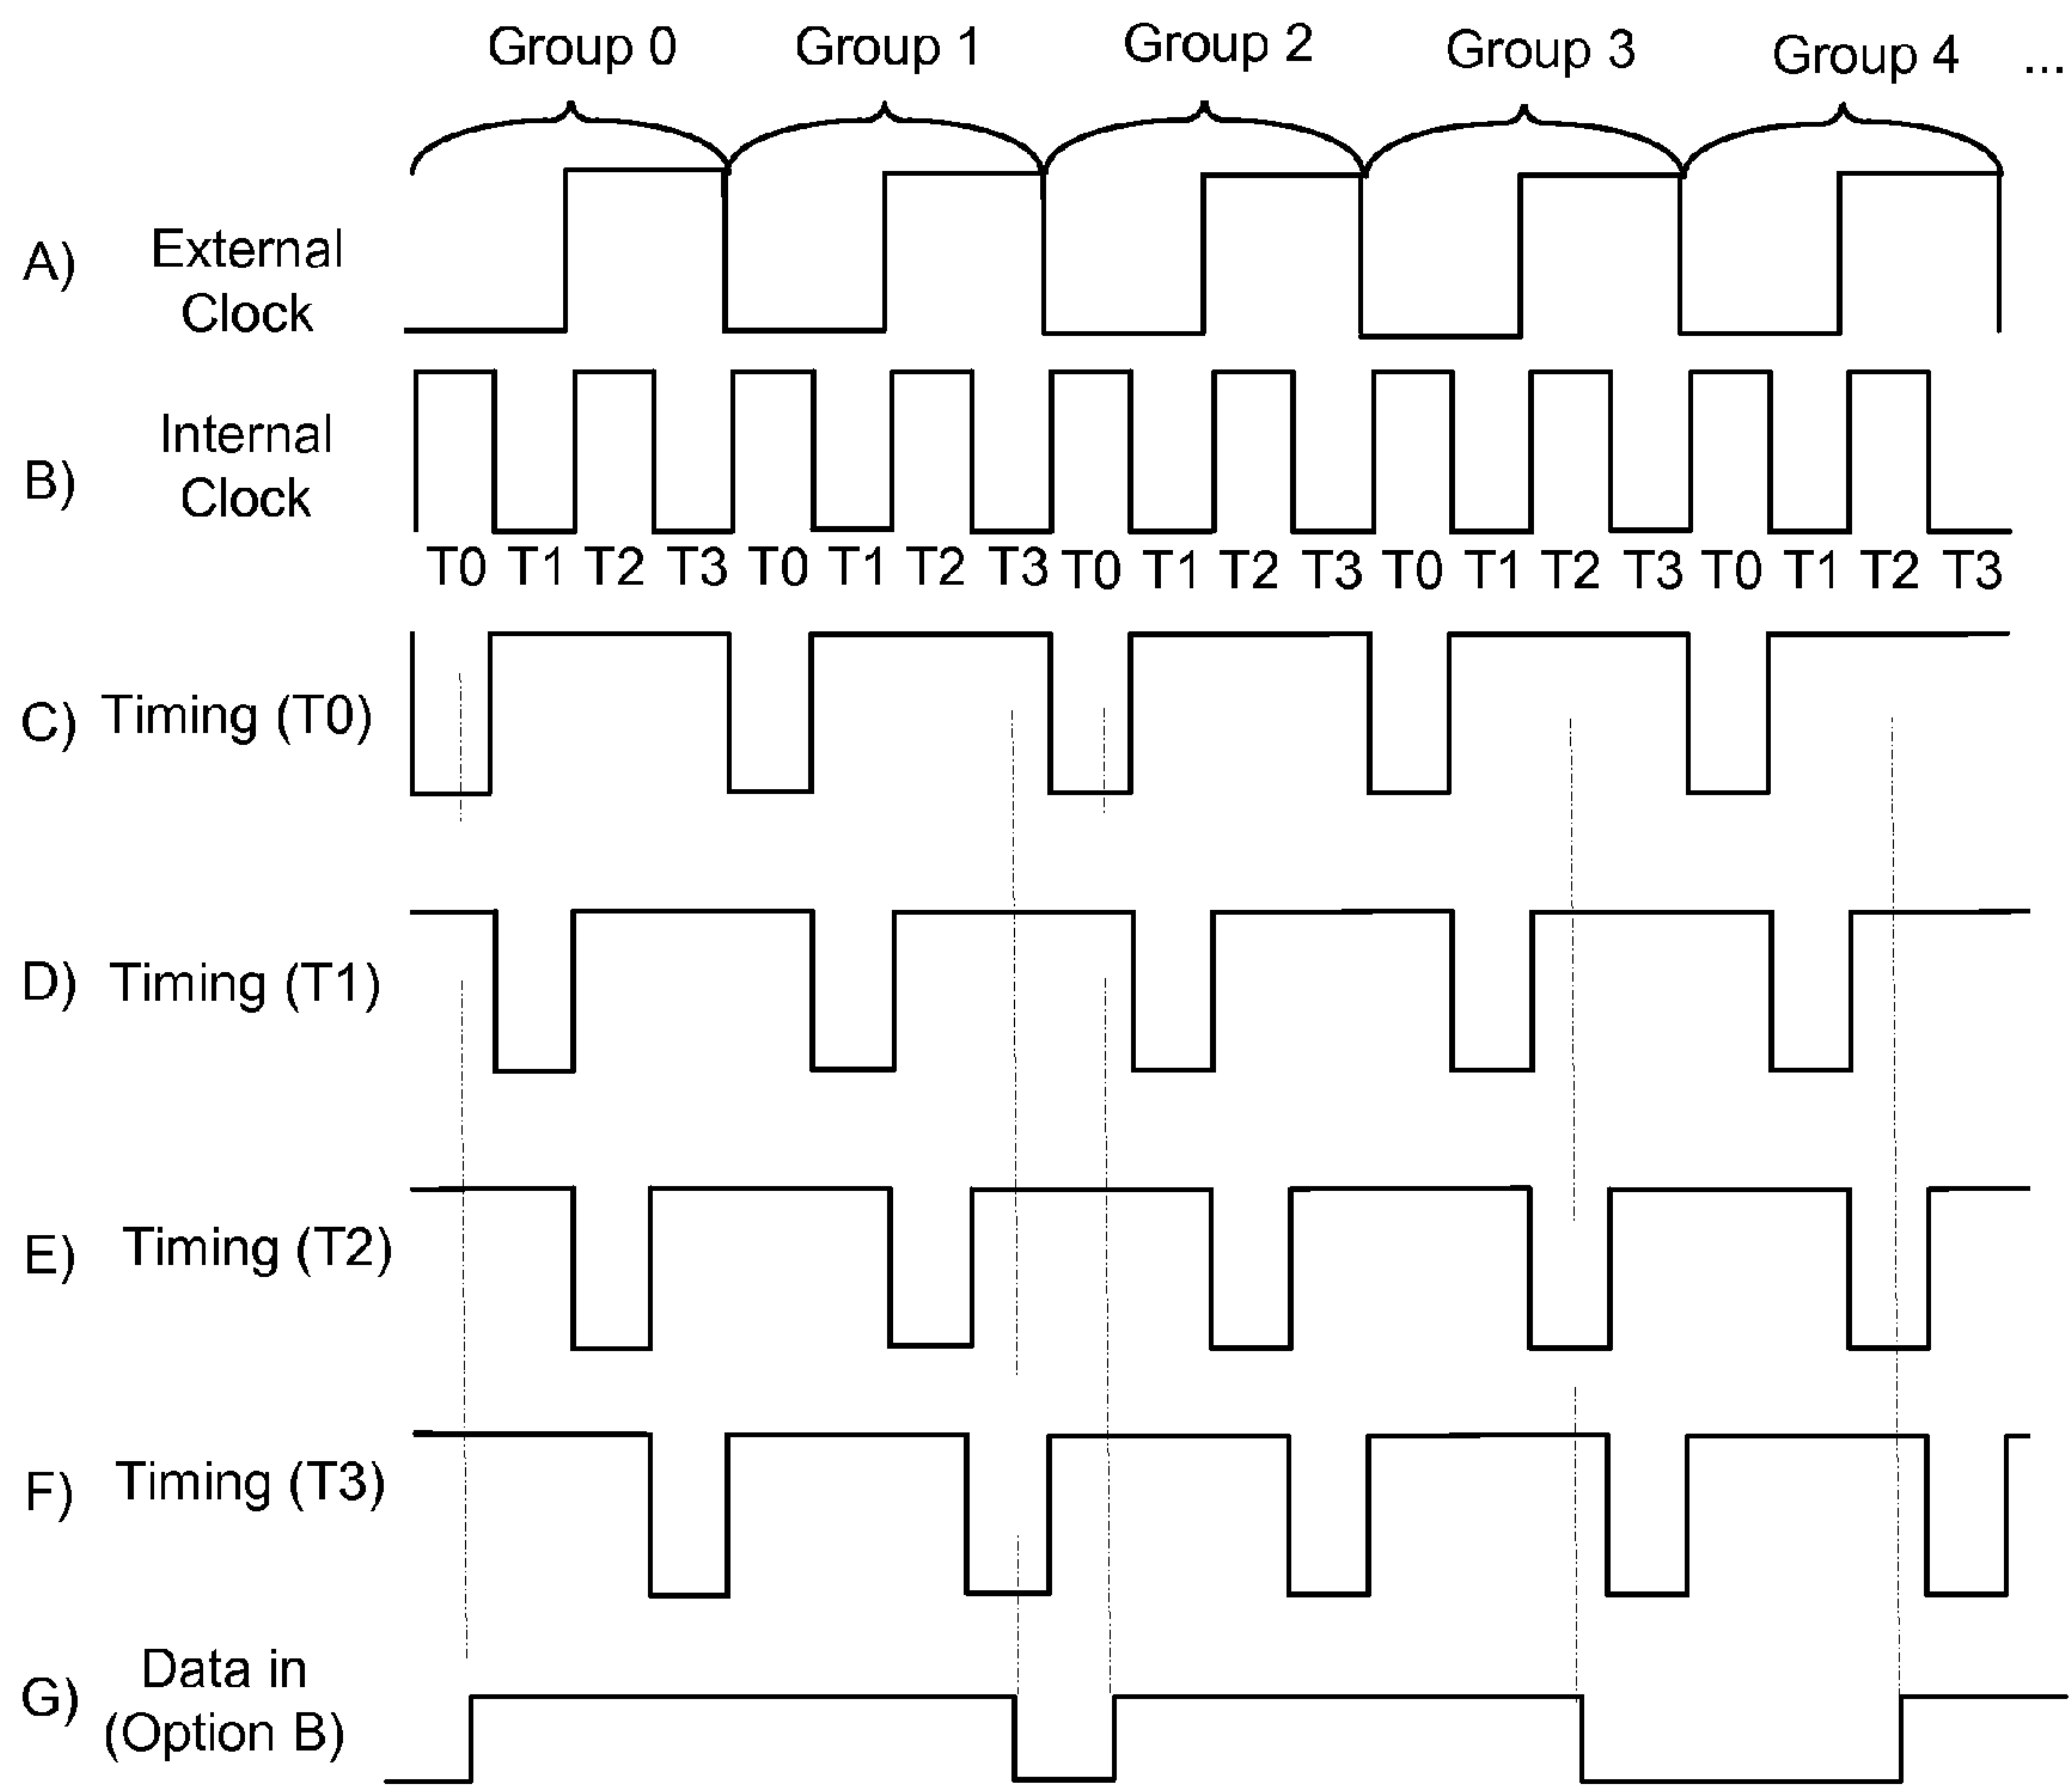 Group 0 Group 1 Group 2 Group 3 Group 4 ...
A) External Clock
B) Internal Clock
T0 T1 T2 T3 T0 T1 T2 T3 T0 T1 T2 T3 T0 T1 T2 T3 T0 T1 T2 T3
C) Timing (T0)
D) Timing (T1)
E) Timing (T2)
F) Timing (T3)
G) Data in (Option B)